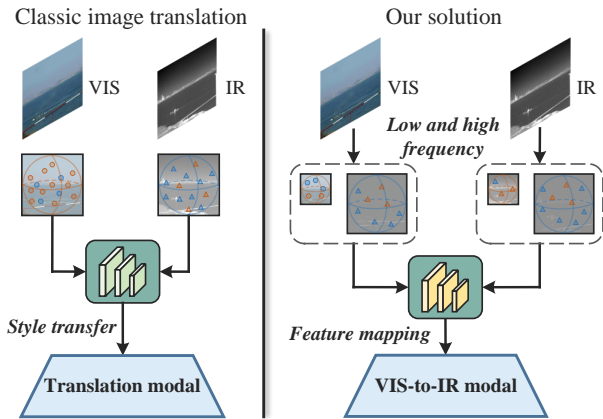 Classic image translation
VIS
IR
Style transfer
Translation modal
Our solution
VIS
IR
Low and high
frequency
Feature mapping
VIS-to-IR modal